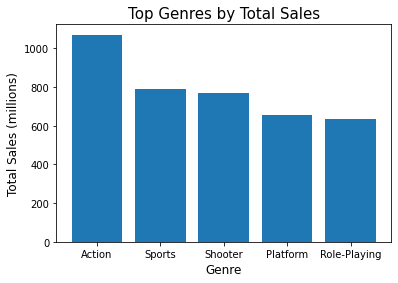 Top Genres by Total Sales
Total Sales (millions)
1000
800
600
400
200
0
Action Sports Shooter Platform Role-Playing
Genre